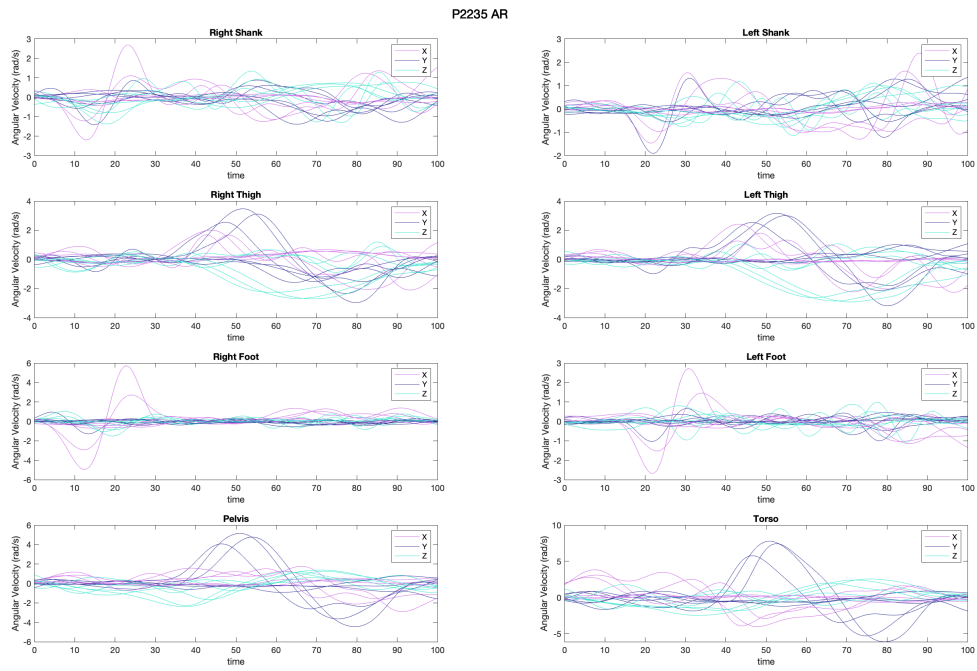 P2235 AR
Right Shank
Angular Velocity (rad/s)
3
2
1
0
-1
-2
-3
0 10 20 30 40 50 60 70 80 90 100
time
X
Y
Z
Left Shank
Angular Velocity (rad/s)
3
2
1
0
-1
-2
0 10 20 30 40 50 60 70 80 90 100
time
X
Y
Z
Right Thigh
Angular Velocity (rad/s)
4
2
0
-2
-4
0 10 20 30 40 50 60 70 80 90 100
time
X
Y
Z
Left Thigh
Angular Velocity (rad/s)
4
2
0
-2
-4
0 10 20 30 40 50 60 70 80 90 100
time
X
Y
Z
Right Foot
Angular Velocity (rad/s)
6
4
2
0
-2
-4
-6
0 10 20 30 40 50 60 70 80 90 100
time
X
Y
Z
Left Foot
Angular Velocity (rad/s)
3
2
1
0
-1
-2
-3
0 10 20 30 40 50 60 70 80 90 100
time
X
Y
Z
Pelvis
Angular Velocity (rad/s)
6
4
2
0
-2
-4
-6
0 10 20 30 40 50 60 70 80 90 100
time
X
Y
Z
Torso
Angular Velocity (rad/s)
10
5
0
-5
0 10 20 30 40 50 60 70 80 90 100
time
X
Y
Z